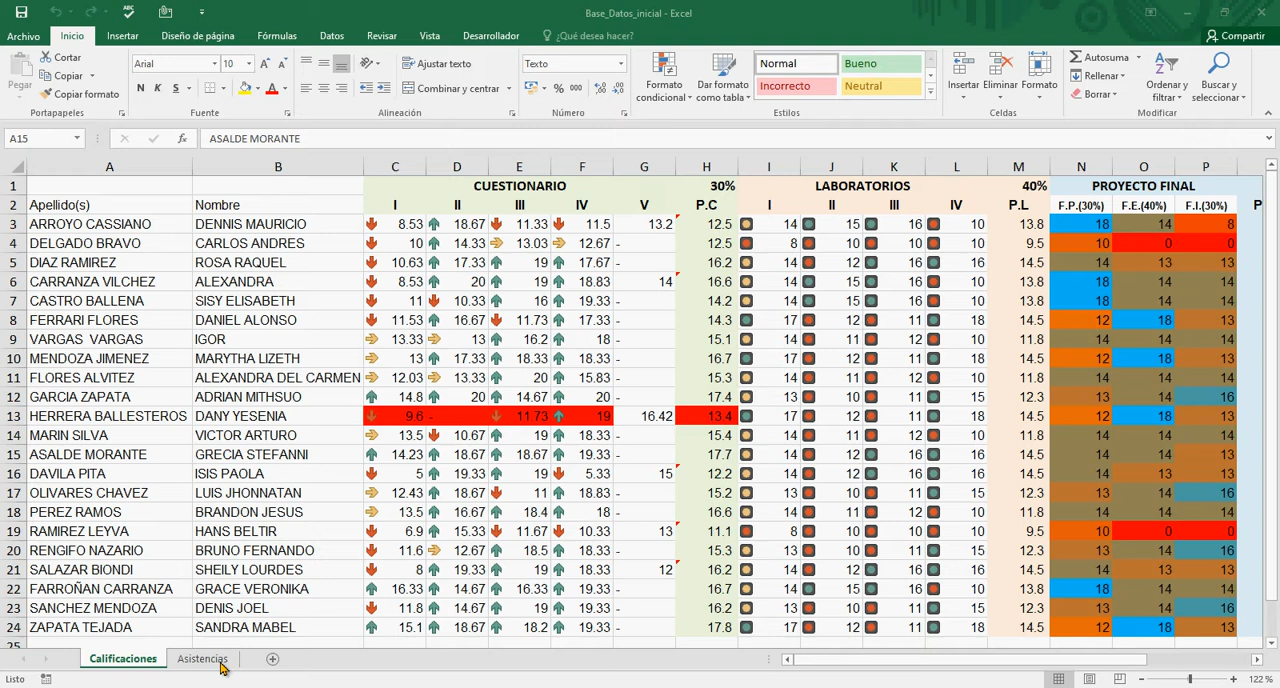 Base_Datos_inicial - Excel
Archivo Inicio Insertar Diseño de página Fórmulas Datos Revisar Vista Desarrollador ¿Qué desea hacer? Compartir
Pegar Cortar Copiar Copiar formato
Arial 10 N K S
Ajustar texto
Combinar y centrar
Texto
% 000
Formato condicional Dar formato como tabla
Normal Bueno
Incorrecto Neutral
Insertar Eliminar Formato
Autosuma Rellenar Borrar
Ordenar y filtrar Buscar y seleccionar
Portapapeles Fuente Alineación Número Estilos Celdas Modificar
A15 fx ASALDE MORANTE
A B C D E F G H I J K L M N O P
1 CUESTIONARIO 30% LABORATORIOS 40% PROYECTO FINAL
2 Apellido(s) Nombre I II III IV V P.C I II III IV P.L F.P.(30%) F.E.(40%) F.I.(30%) P
3 ARROYO CASSIANO DENNIS MAURICIO 8.53 18.67 11.33 11.5 13.2 12.5 14 15 16 10 13.8 18 14 8
4 DELGADO BRAVO CARLOS ANDRES 10 14.33 13.03 12.67 - 12.5 8 10 11 10 9.5 10 0 0
5 DIAZ RAMIREZ ROSA RAQUEL 10.63 17.33 19 17.67 - 16.2 14 12 16 15 14.5 14 13 13
6 CARRANZA VILCHEZ ALEXANDRA 8.53 20 19 18.83 14 16.6 14 15 16 10 13.8 18 14 14
7 CASTRO BALLENA SISY ELISABETH 11 10.33 16 19.33 - 14.2 14 15 16 10 13.8 18 14 14
8 FERRARI FLORES DANIEL ALONSO 11.53 16.67 11.73 17.33 - 14.3 17 12 11 18 14.5 12 18 13
9 VARGAS VARGAS IGOR 13.33 13 16.2 18 - 15.1 14 11 12 10 11.8 14 14 14
10 MENDOZA JIMENEZ MARYTHA LIZETH 13 17.33 18.33 18.33 - 16.7 17 12 11 18 14.5 12 18 13
11 FLORES ALVITEZ ALEXANDRA DEL CARMEN 12.03 13.33 20 15.83 - 15.3 14 11 12 10 11.8 14 14 14
12 GARCIA ZAPATA ADRIAN MITHSUO 14.8 20 14.67 20 - 17.4 13 10 11 15 12.3 13 14 16
13 HERRERA BALLESTEROS DANY YESENIA 9.6 - 11.73 19 16.42 13.4 17 12 11 18 14.5 12 18 13
14 MARIN SILVA VICTOR ARTURO 13.5 10.67 19 18.33 - 15.4 14 11 12 10 11.8 14 14 14
15 ASALDE MORANTE GRECIA STEFANNI 14.23 18.67 18.67 19.33 - 17.7 14 12 16 15 14.5 14 14 14
16 DAVILA PITA ISIS PAOLA 5 19.33 19 5.33 15 12.2 14 12 16 15 14.5 14 13 13
17 OLIVARES CHAVEZ LUIS JHONNATAN 12.43 18.67 11 18.83 - 15.2 13 10 11 15 12.3 13 14 16
18 PEREZ RAMOS BRANDON JESUS 13.5 16.67 18.4 18 - 16.6 14 11 12 10 11.8 14 14 14
19 RAMIREZ LEYVA HANSBELTIR 6.9 15.33 11.67 10.33 13 11.1 8 10 11 10 9.5 10 0 0
20 RENGIFO NAZARIO BRUNO FERNANDO 11.6 12.67 18.5 18.33 - 15.3 13 10 11 15 12.3 13 14 16
21 SALAZAR BIONDI SHEILY LOURDES 8 19.33 19 18.33 12 16.2 14 12 16 15 14.5 14 13 13
22 FARROÑAN CARRANZA GRACE VERONIKA 16.33 14.67 16.33 19.33 - 16.7 14 15 16 10 13.8 18 14 14
23 SANCHEZ MENDOZA DENIS JOEL 11.8 14.67 19 19.33 - 16.2 13 10 11 15 12.3 13 14 16
24 ZAPATA TEJADA SANDRA MABEL 15.1 18.67 18.2 19.33 - 17.8 17 12 11 18 14.5 12 18 13
25
Calificaciones Asistencias
Listo 122 %